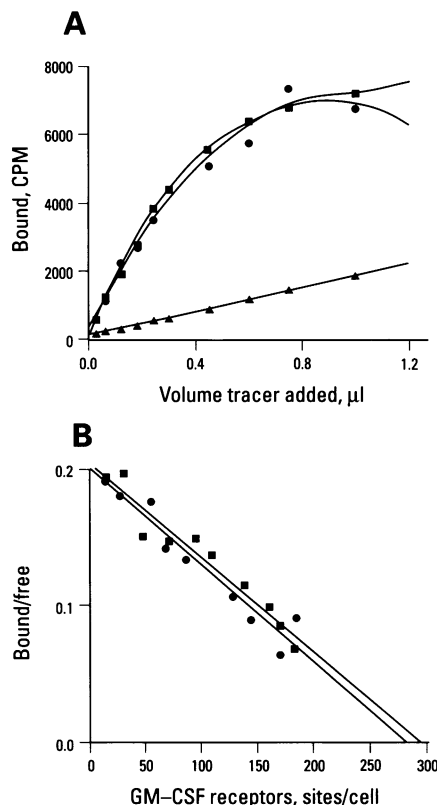 A
8000
6000
4000
2000
0
Bound, CPM
0.0 0.4 0.8 1.2
Volume tracer added, µl
B
0.2
0.1
0.0
Bound/free
0 50 100 150 200 250 300
GM–CSF receptors, sites/cell